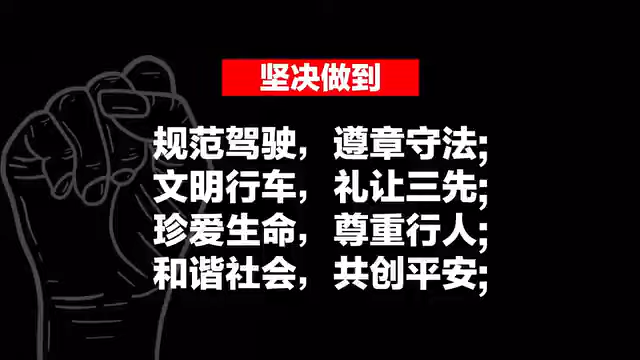 坚决做到
规范驾驶，遵章守法;
文明行车，礼让三先;
珍爱生命，尊重行人;
和谐社会，共创平安;